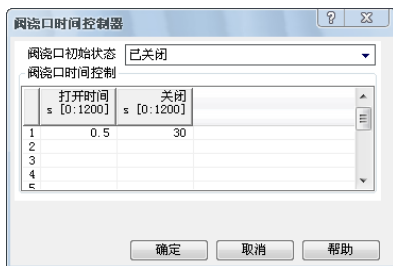 阀浇口时间控制器
阀浇口初始状态 已关闭
阀浇口时间控制
打开时间 关闭
s [0:1200] s [0:1200]
1 0.5 30
2
3
4
5
确定 取消 帮助